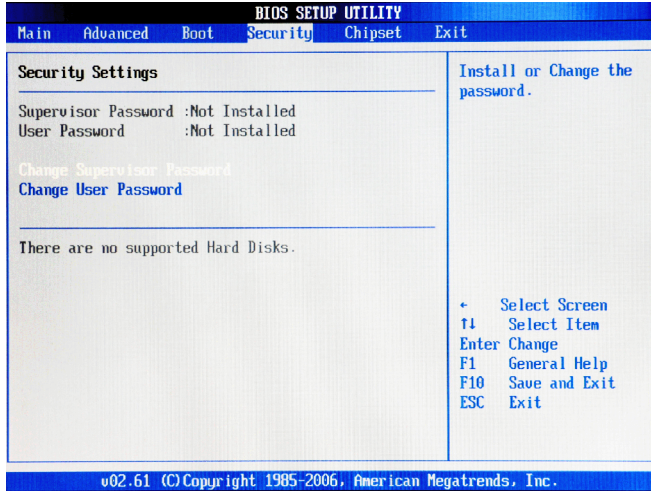 BIOS SETUP UTILITY
Main Advanced Boot Security Chipset Exit
Security Settings
Supervisor Password :Not Installed
User Password :Not Installed
Change Supervisor Password
Change User Password
There are no supported Hard Disks.
Install or Change the
password.
← Select Screen
↑↓ Select Item
Enter Change
F1 General Help
F10 Save and Exit
ESC Exit
v02.61 (C)Copyright 1985-2006, American Megatrends, Inc.